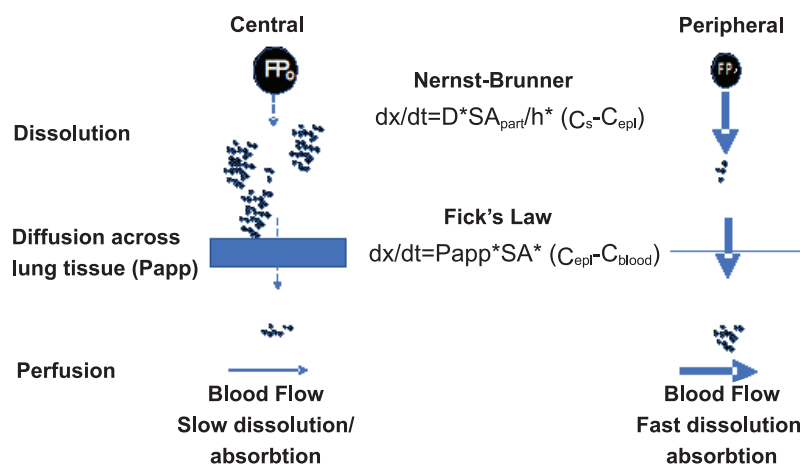 Central
Peripheral
FP₀
FP
Nernst-Brunner
dx/dt=D*SApart/h* (Cs-Cepl)
Dissolution
Fick's Law
dx/dt=Papp*SA* (Cepl-Cblood)
Diffusion across
lung tissue (Papp)
Perfusion
Blood Flow
Slow dissolution/
absorbtion
Blood Flow
Fast dissolution
absorbtion